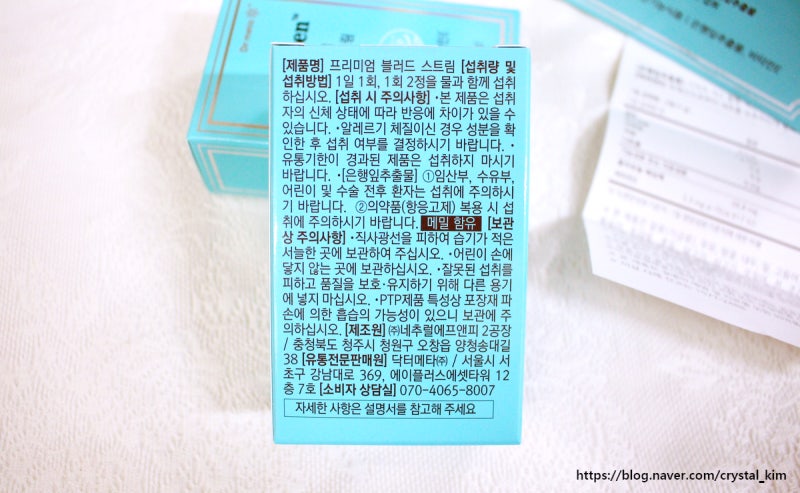 Dr.meta
en™
[제품명] 프리미엄 블러드 스트림 [섭취량 및
섭취방법] 1일 1회, 1회 2정을 물과 함께 섭취
하십시오. [섭취 시 주의사항] ·본 제품은 섭취
자의 신체 상태에 따라 반응에 차이가 있을 수
있습니다. ·알레르기 체질이신 경우 성분을 확
인한 후 섭취 여부를 결정하시기 바랍니다. ·
유통기한이 경과된 제품은 섭취하지 마시기
바랍니다. ·[은행잎추출물] ①임산부, 수유부,
어린이 및 수술 전후 환자는 섭취에 주의하시
기 바랍니다. ②의약품(항응고제) 복용 시 섭
취에 주의하시기 바랍니다. 메밀 함유 [보관
상 주의사항] ·직사광선을 피하여 습기가 적은
서늘한 곳에 보관하여 주십시오. ·어린이 손에
닿지 않는 곳에 보관하십시오. ·잘못된 섭취를
피하고 품질을 보호·유지하기 위해 다른 용기
에 넣지 마십시오. ·PTP제품 특성상 포장재 파
손에 의한 흡습의 가능성이 있으니 보관에 주
의하십시오. [제조원] ㈜네추럴에프앤피 2공장
/ 충청북도 청주시 청원구 오창읍 양청송대길
38 [유통전문판매원] 닥터메타㈜ / 서울시 서
초구 강남대로 369, 에이플러스에셋타워 12
층 7호 [소비자 상담실] 070-4065-8007
자세한 사항은 설명서를 참고해 주세요
https://blog.naver.com/crystal_kim